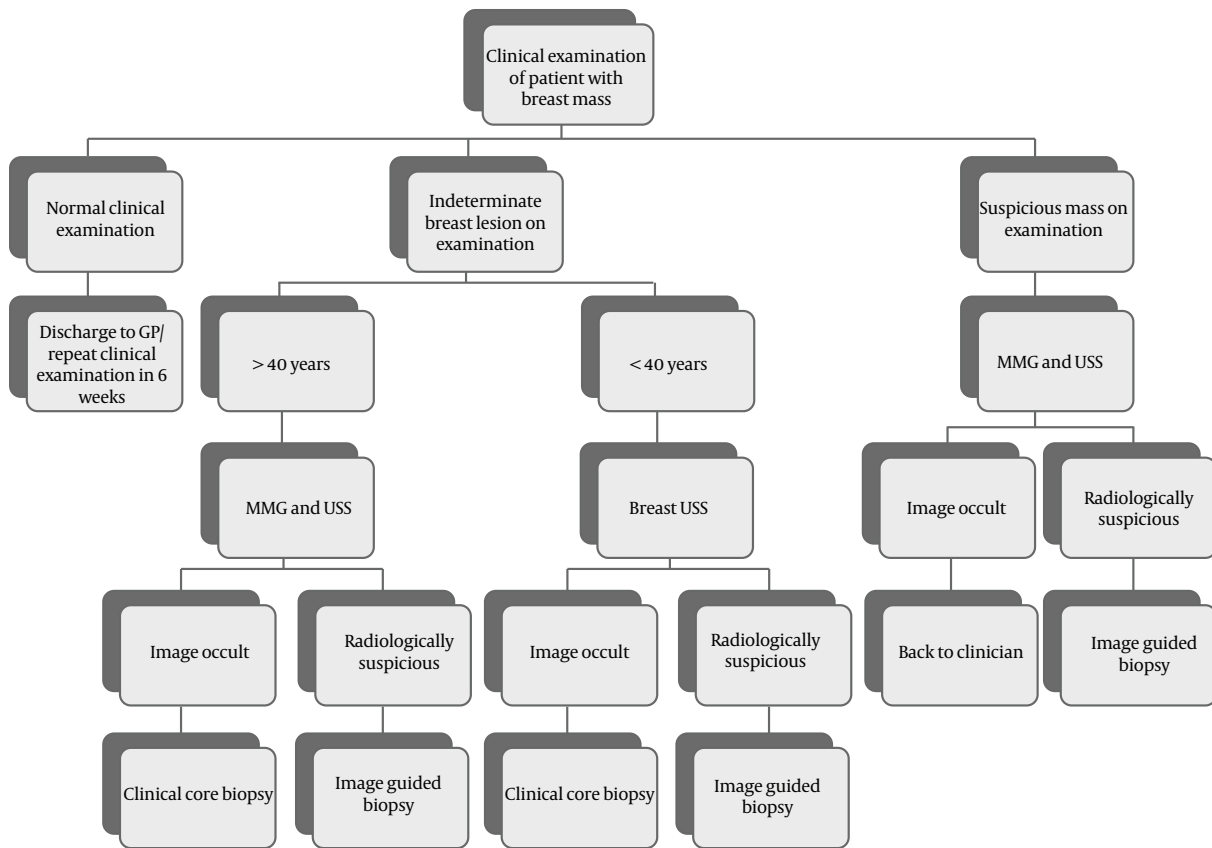 Clinical examination
of patient with
breast mass
Normal clinical
examination
Indeterminate
breast lesion on
examination
Suspicious mass on
examination
Discharge to GP/
repeat clinical
examination in 6
weeks
> 40 years
< 40 years
MMG and USS
MMG and USS
Breast USS
Image occult
Radiologically
suspicious
Image occult
Radiologically
suspicious
Image occult
Radiologically
suspicious
Back to clinician
Image guided
biopsy
Clinical core biopsy
Image guided
biopsy
Clinical core biopsy
Image guided
biopsy